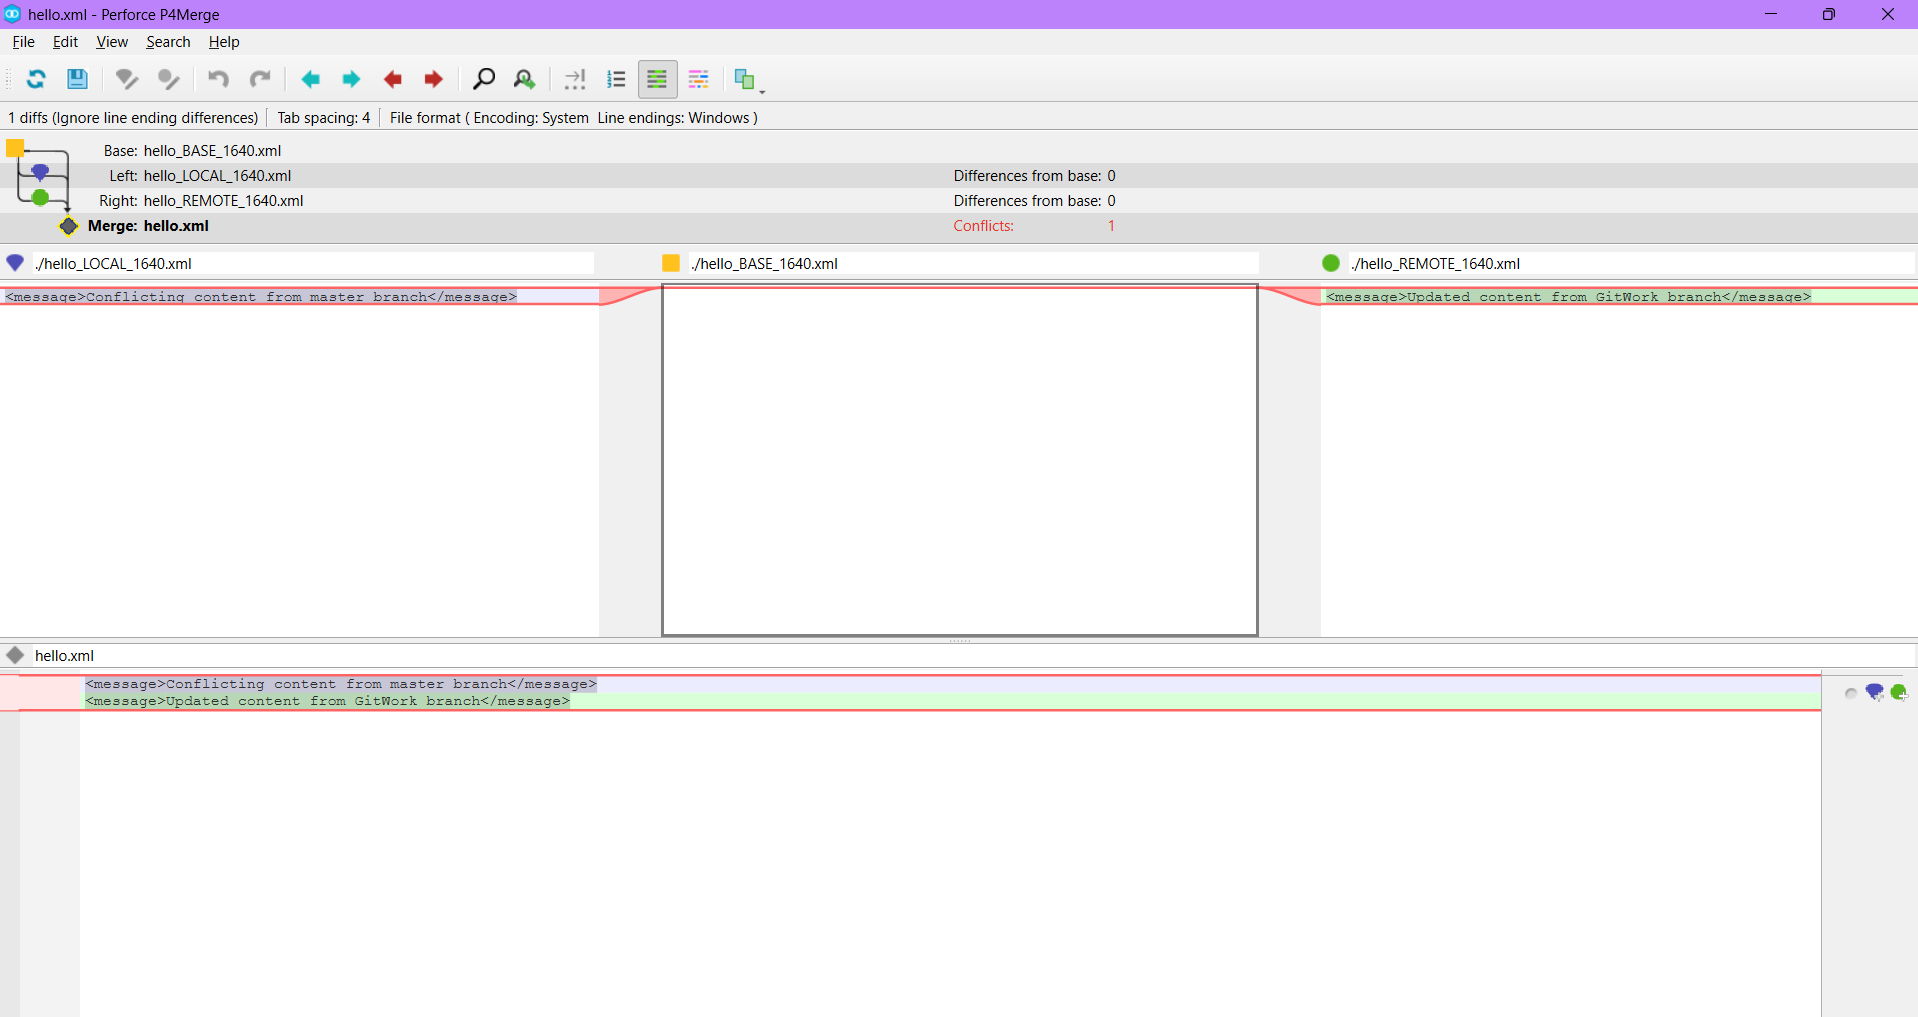 hello.xml - Perforce P4Merge
File Edit View Search Help
1 diffs (Ignore line ending differences) Tab spacing: 4 File format ( Encoding: System Line endings: Windows )
Base: hello_BASE_1640.xml
Left: hello_LOCAL_1640.xml Differences from base: 0
Right: hello_REMOTE_1640.xml Differences from base: 0
Merge: hello.xml Conflicts: 1
./hello_LOCAL_1640.xml ./hello_BASE_1640.xml ./hello_REMOTE_1640.xml
<message>Conflicting content from master branch</message> <message>Updated content from GitWork branch</message>
hello.xml
<message>Conflicting content from master branch</message>
<message>Updated content from GitWork branch</message>